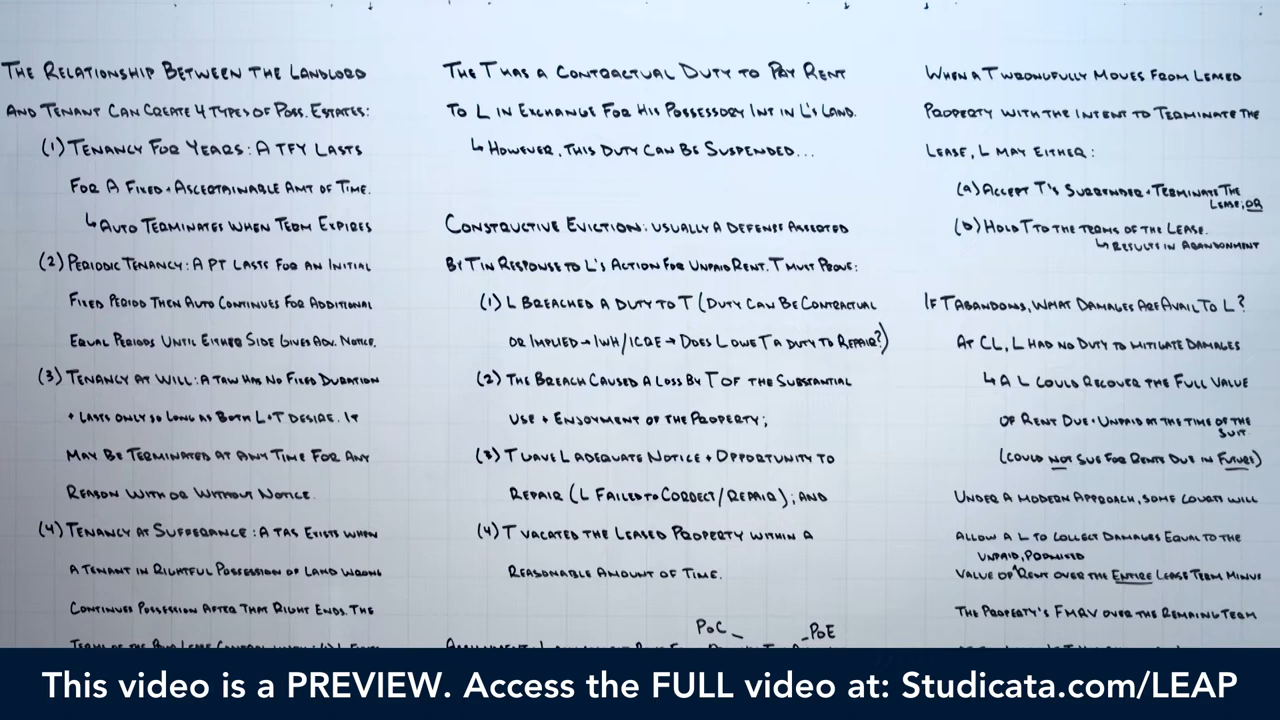 THE RELATIONSHIP BETWEEN THE LANDLORD
AND TENANT CAN CREATE 4 TYPES OF POSS. ESTATES:
(1) TENANCY FOR YEARS: A TFY LASTS
FOR A FIXED + ASCERTAINABLE AMT OF TIME.
↳ AUTO TERMINATES WHEN TERM EXPIRES
(2) PERIODIC TENANCY: A PT LASTS FOR AN INITIAL
FIXED PERIOD THEN AUTO CONTINUES FOR ADDITIONAL
EQUAL PERIODS UNTIL EITHER SIDE GIVES ADV. NOTICE.
(3) TENANCY AT WILL: A TAW HAS NO FIXED DURATION
+ LASTS ONLY SO LONG AS BOTH L+T DESIRE. IT
MAY BE TERMINATED AT ANY TIME FOR ANY
REASON WITH OR WITHOUT NOTICE.
(4) TENANCY AT SUFFERANCE: A TAS EXISTS WHEN
A TENANT IN RIGHTFUL POSSESSION OF LAND WRONG
CONTINUES POSSESSION AFTER THAT RIGHT ENDS. THE
THE T HAS A CONTRACTUAL DUTY TO PAY RENT
TO L IN EXCHANGE FOR HIS POSSESSORY INT IN L'S LAND.
↳ HOWEVER, THIS DUTY CAN BE SUSPENDED...
CONSTRUCTIVE EVICTION: USUALLY A DEFENSE ASSERTED
BY T IN RESPONSE TO L'S ACTION FOR UNPAID RENT. T MUST PROVE:
(1) L BREACHED A DUTY TO T (DUTY CAN BE CONTRACTUAL
OR IMPLIED → IWH/ICQE → DOES L OWE T A DUTY TO REPAIR?)
(2) THE BREACH CAUSED A LOSS BY T OF THE SUBSTANTIAL
USE + ENJOYMENT OF THE PROPERTY;
(3) T GAVE L ADEQUATE NOTICE + OPPORTUNITY TO
REPAIR (L FAILED TO CORRECT/REPAIR); AND
(4) T VACATED THE LEASED PROPERTY WITHIN A
REASONABLE AMOUNT OF TIME.
POC POE
WHEN A T WRONGFULLY MOVES FROM LEASED
PROPERTY WITH THE INTENT TO TERMINATE THE
LEASE, L MAY EITHER:
(a) ACCEPT T'S SURRENDER + TERMINATE THE
LEASE; OR
(b) HOLD T TO THE TERMS OF THE LEASE.
↳ RESULTS IN ABANDONMENT
IF T ABANDONS, WHAT DAMAGES ARE AVAIL TO L?
AT CL, L HAD NO DUTY TO MITIGATE DAMAGES
↳ A L COULD RECOVER THE FULL VALUE
OF RENT DUE + UNPAID AT THE TIME OF THE
SUIT
(COULD NOT SUE FOR RENTS DUE IN FUTURE)
UNDER A MODERN APPROACH, SOME COURTS WILL
ALLOW A L TO COLLECT DAMAGES EQUAL TO THE
UNPAID, PROMISED
VALUE OF RENT OVER THE ENTIRE LEASE TERM MINUS
THE PROPERTY'S FMRV OVER THE REMAING TERM
This video is a PREVIEW. Access the FULL video at: Studicata.com/LEAP